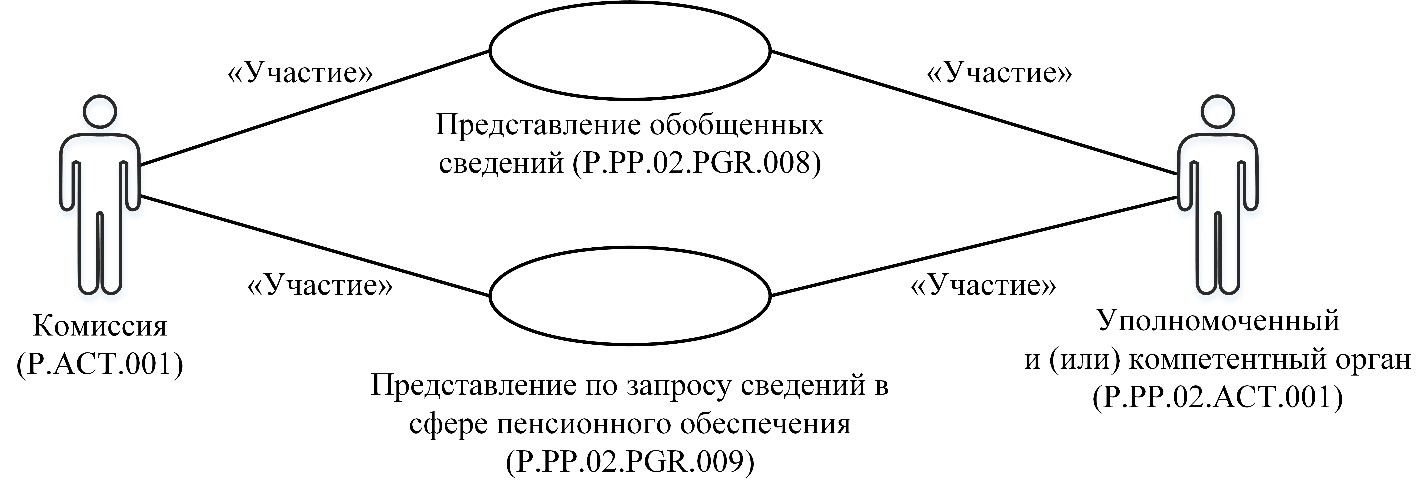 «Участие»
«Участие»
Представление обобщенных
сведений (P.PP.02.PGR.008)
«Участие»
«Участие»
Комиссия
(P.ACT.001)
Уполномоченный
и (или) компетентный орган
(P.PP.02.ACT.001)
Представление по запросу сведений в
сфере пенсионного обеспечения
(P.PP.02.PGR.009)